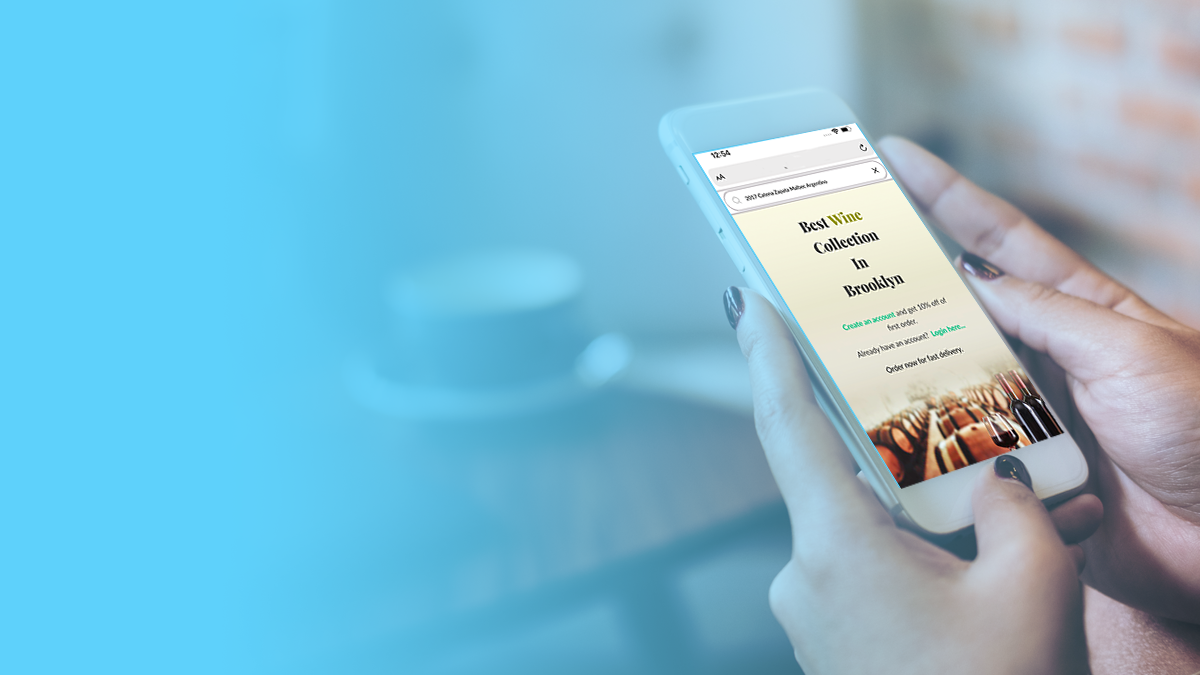 12:54
AA
2017 Catena Zapata Malbec Argentino
Best Wine
Collection
In
Brooklyn
Create an account and get 10% off of
first order.
Already have an account? Login here...
Order now for fast delivery.